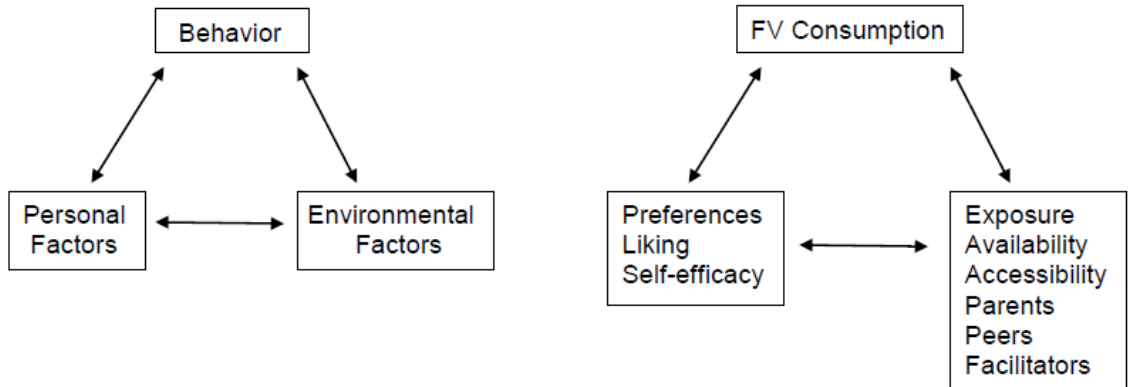 Behavior
Personal
Factors
Environmental
Factors
FV Consumption
Preferences
Liking
Self-efficacy
Exposure
Availability
Accessibility
Parents
Peers
Facilitators